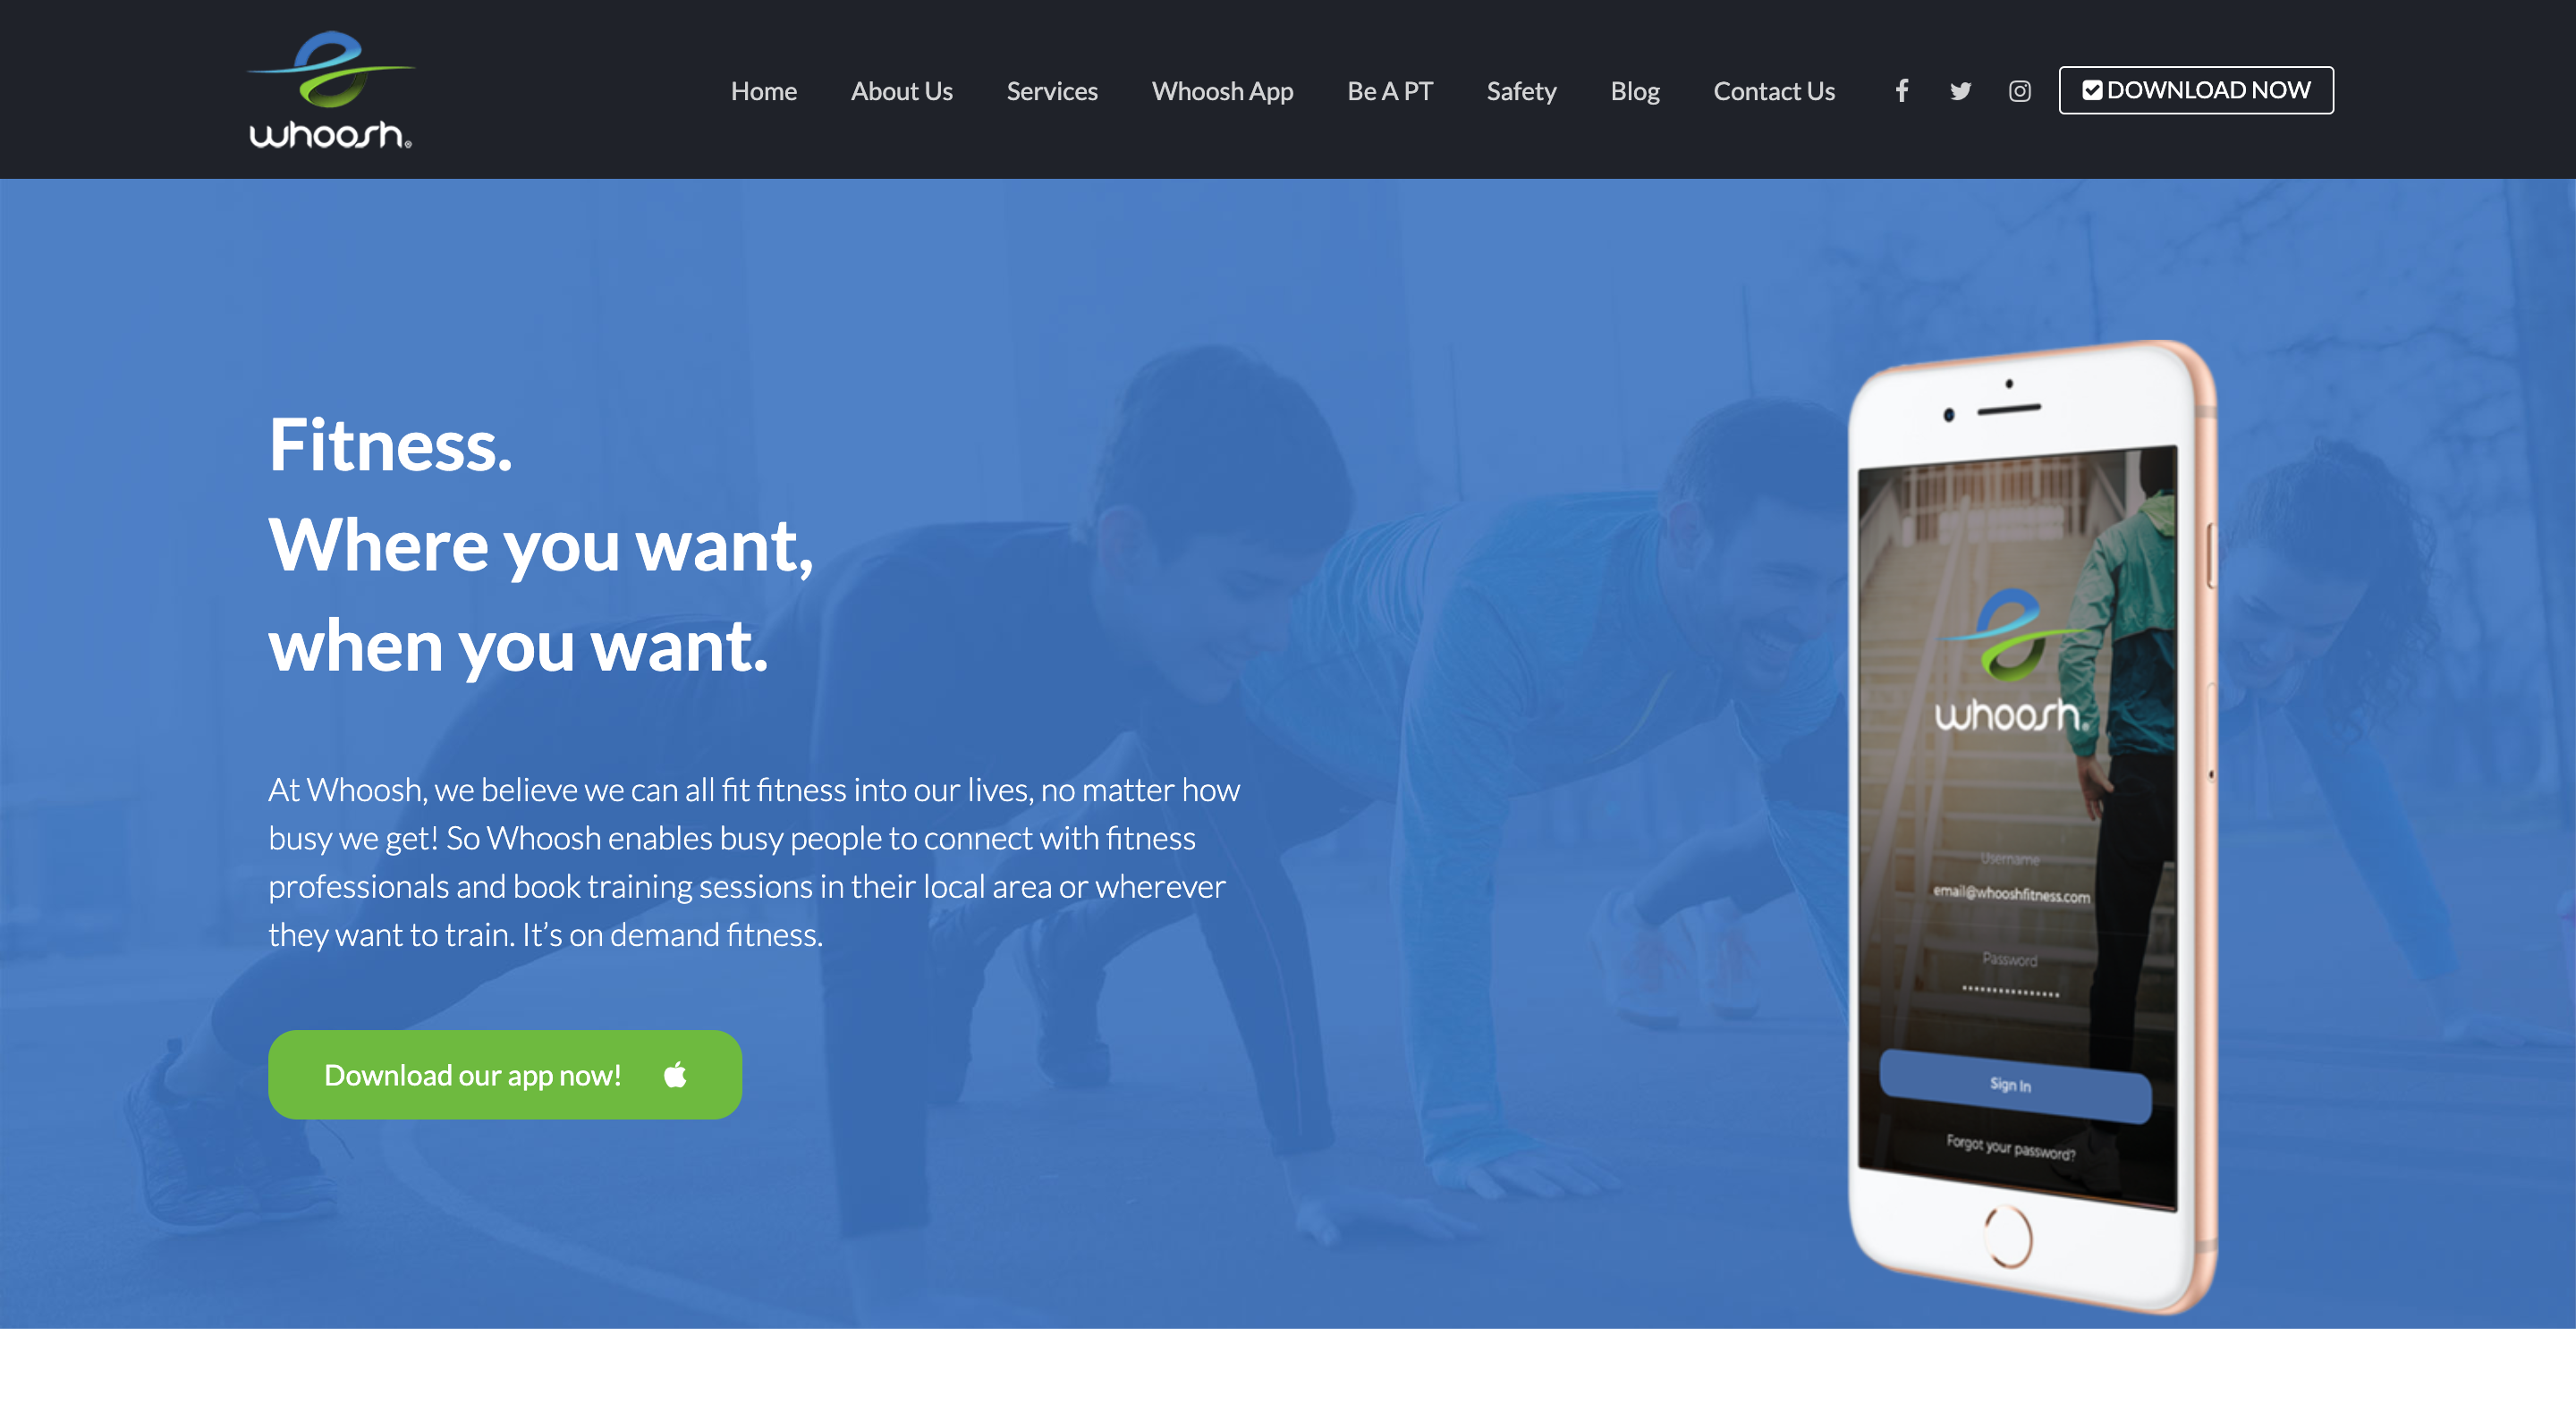 whoosh®
Home
About Us
Services
Whoosh App
Be A PT
Safety
Blog
Contact Us
DOWNLOAD NOW
Fitness.
Where you want,
when you want.
At Whoosh, we believe we can all fit fitness into our lives, no matter how
busy we get! So Whoosh enables busy people to connect with fitness
professionals and book training sessions in their local area or wherever
they want to train. It’s on demand fitness.
Download our app now!
whoosh®
Username
email@whooshfitness.com
Password
Sign In
Forgot your password?